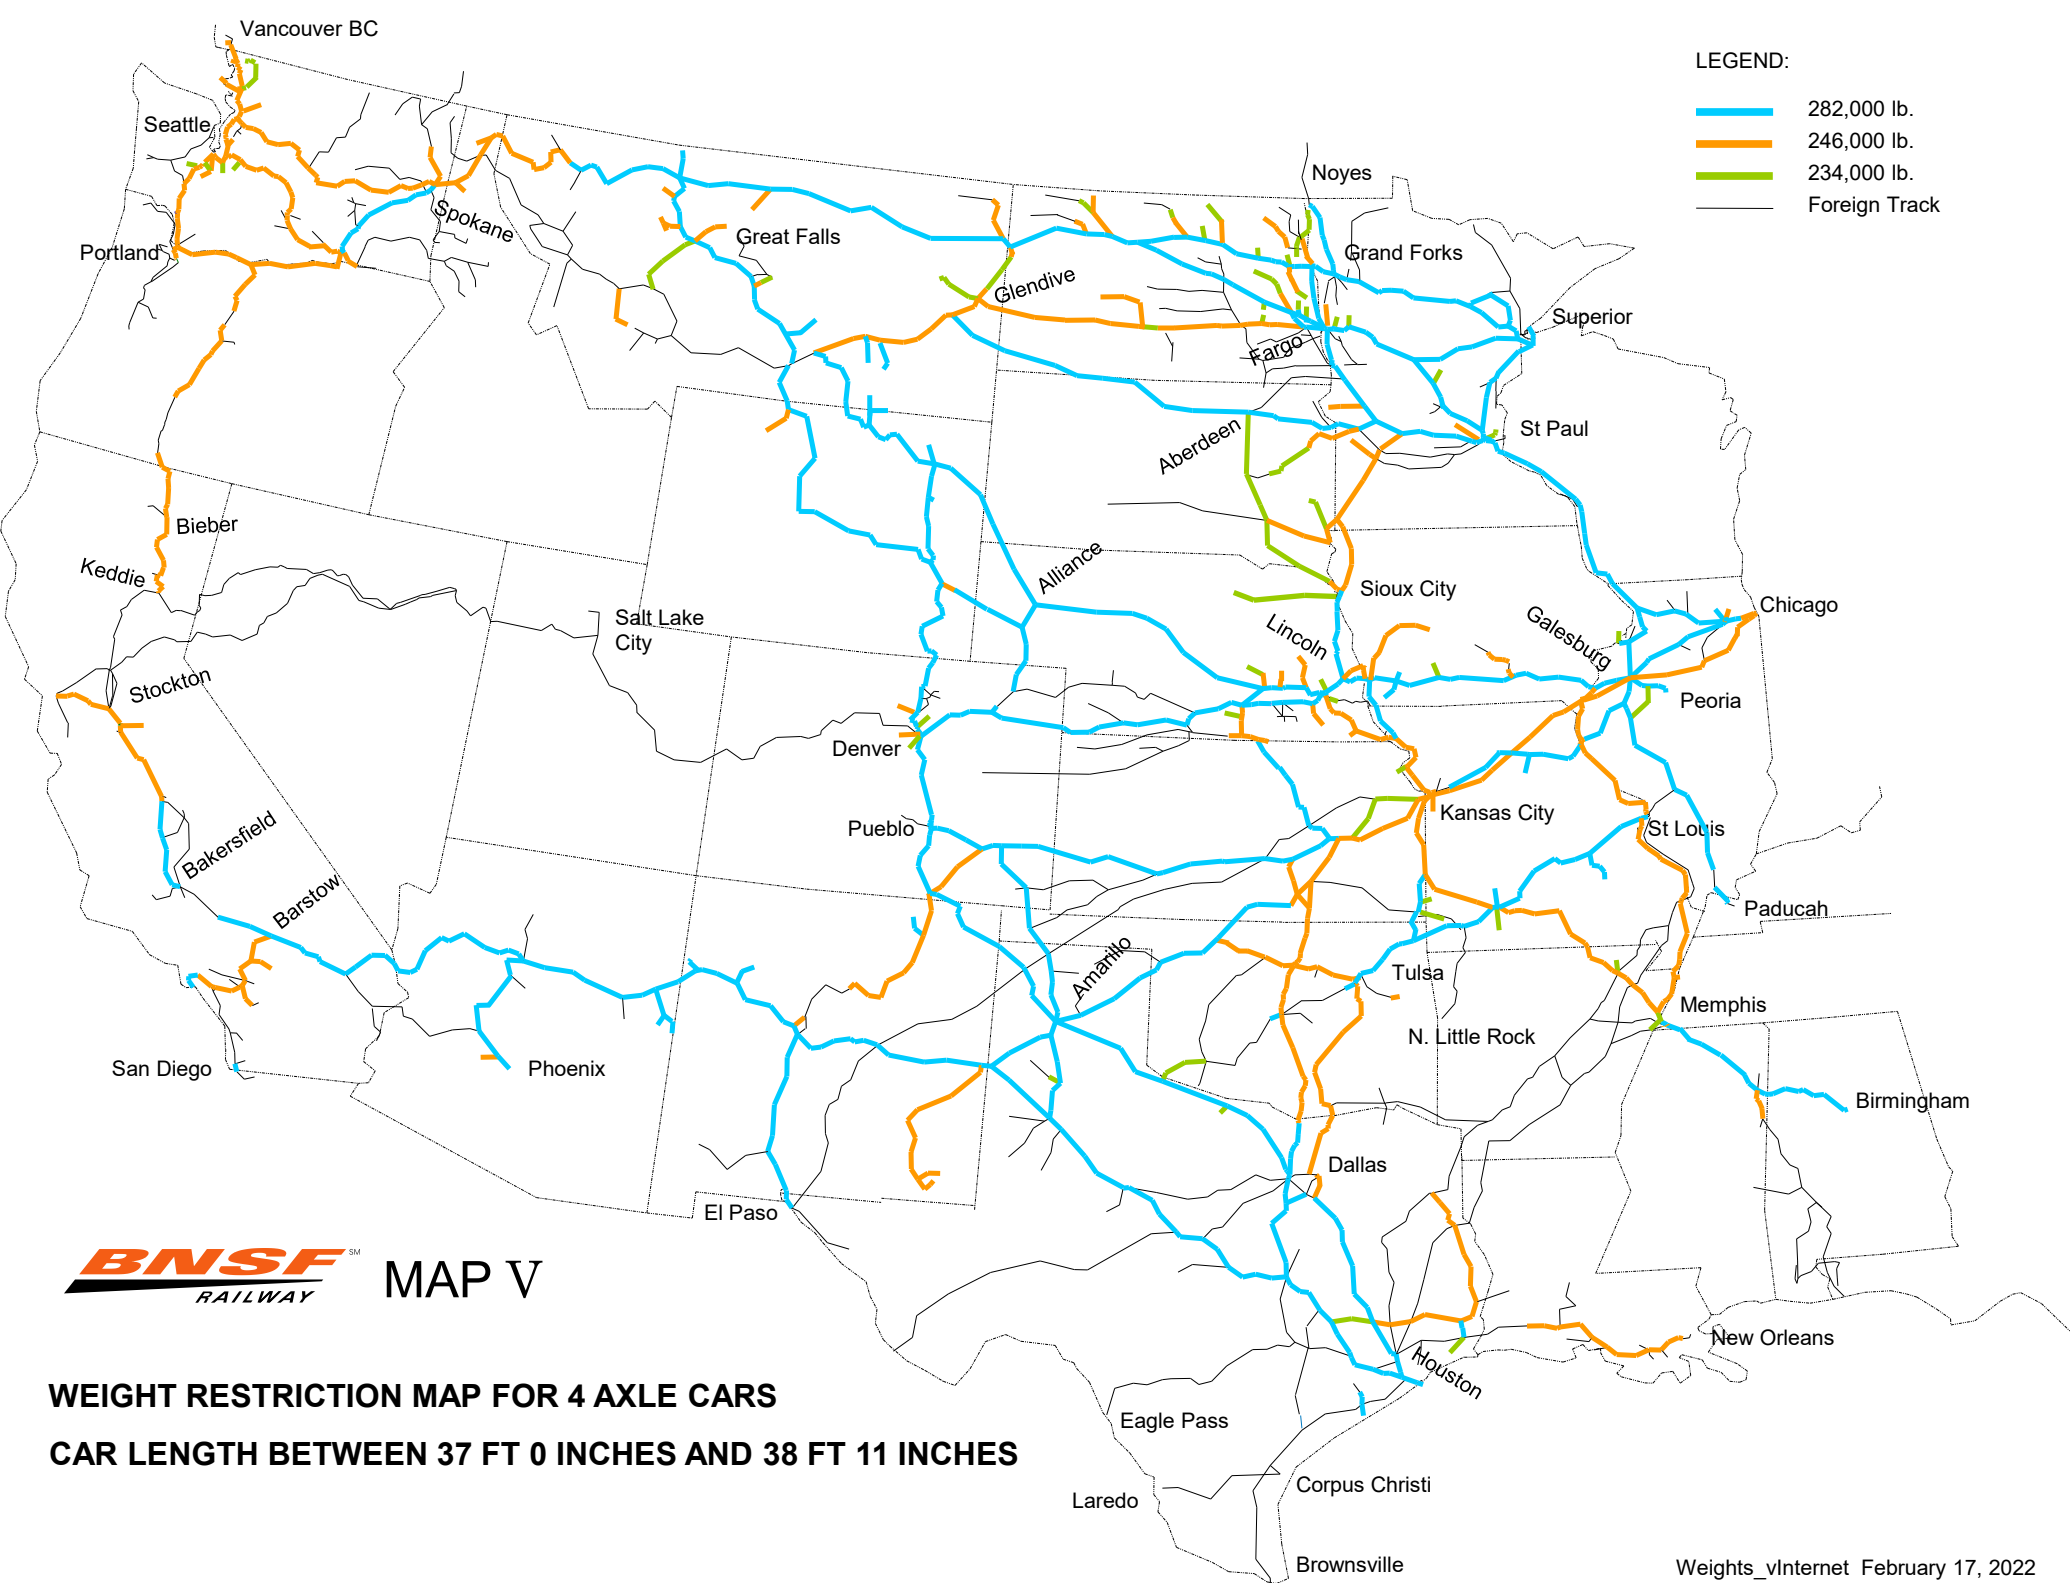 Vancouver BC
LEGEND:
282,000 lb.
246,000 lb.
234,000 lb.
Foreign Track
Seattle
Noyes
Spokane
Portland
Great Falls
Grand Forks
Glendive
Superior
Fargo
St Paul
Aberdeen
Bieber
Keddie
Alliance
Sioux City
Salt Lake
City
Lincoln
Galesburg
Chicago
Stockton
Peoria
Denver
Kansas City
Pueblo
St Louis
Bakersfield
Barstow
Paducah
Amarillo
Tulsa
Memphis
N. Little Rock
San Diego
Phoenix
Birmingham
Dallas
El Paso
BNSF SM
RAILWAY
MAP V
New Orleans
Houston
WEIGHT RESTRICTION MAP FOR 4 AXLE CARS
Eagle Pass
CAR LENGTH BETWEEN 37 FT 0 INCHES AND 38 FT 11 INCHES
Corpus Christi
Laredo
Brownsville
Weights_vInternet February 17, 2022